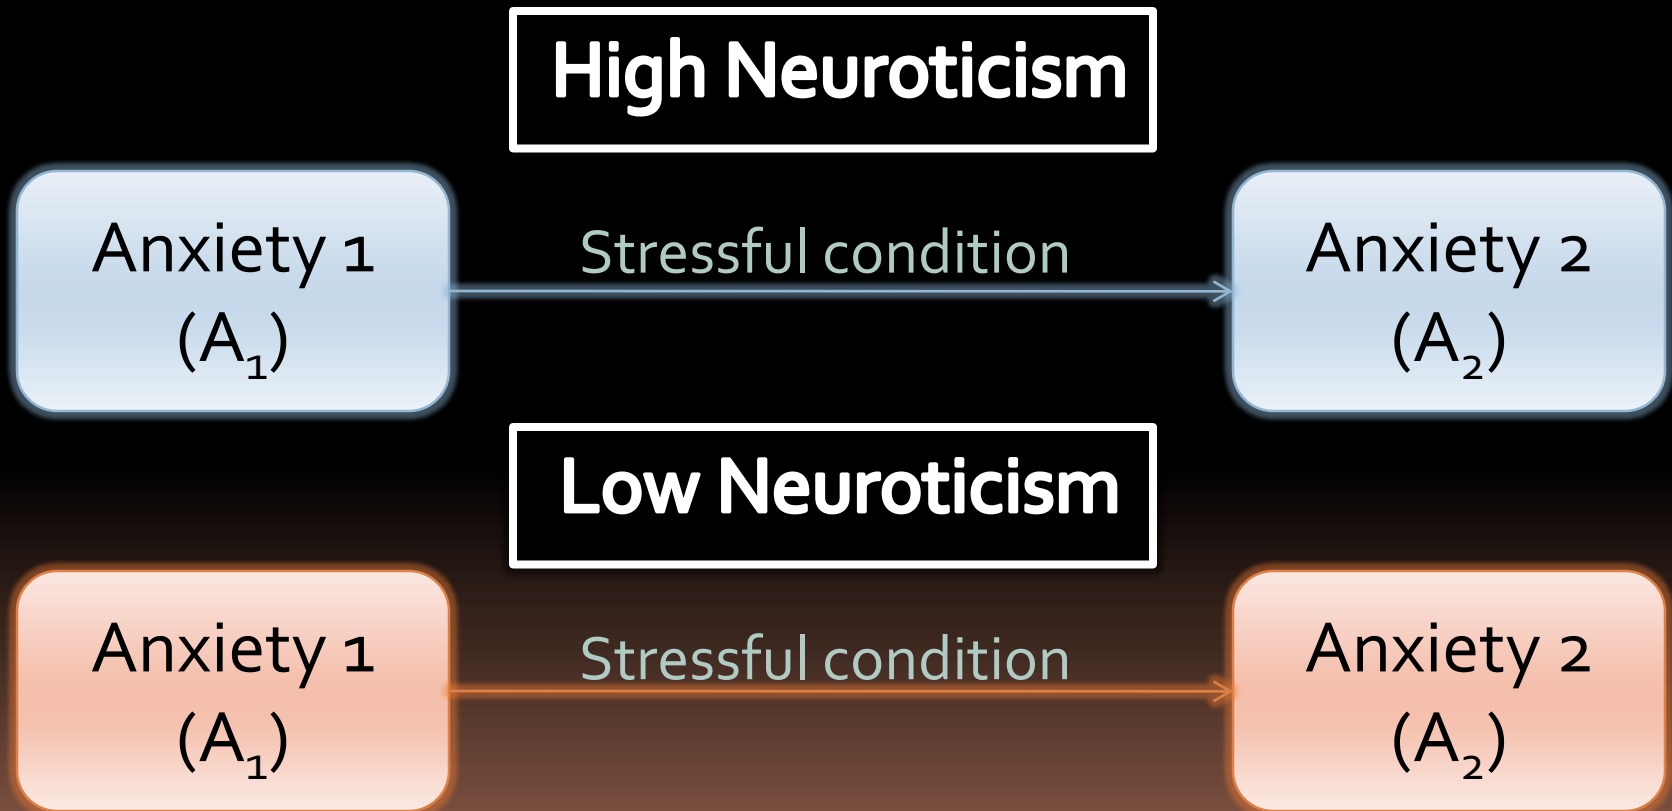 High Neuroticism
Anxiety 1
(A₁)
Stressful condition
Anxiety 2
(A₂)
Low Neuroticism
Anxiety 1
(A₁)
Stressful condition
Anxiety 2
(A₂)